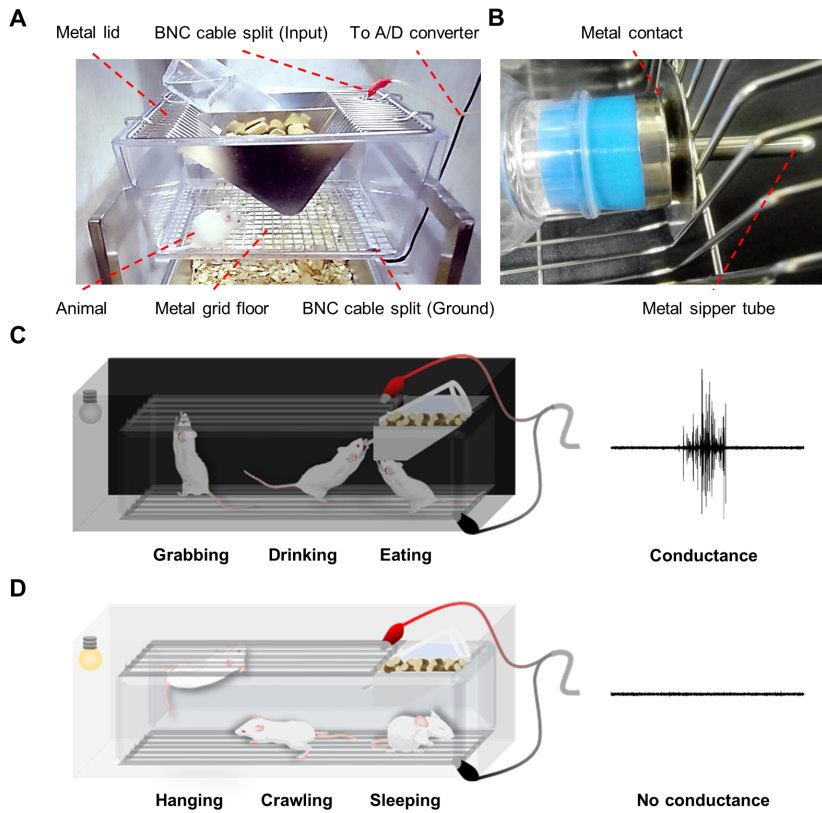 A
Metal lid
BNC cable split (Input)
To A/D converter
Animal
Metal grid floor
BNC cable split (Ground)
B
Metal contact
Metal sipper tube
C
Grabbing
Drinking
Eating
Conductance
D
Hanging
Crawling
Sleeping
No conductance